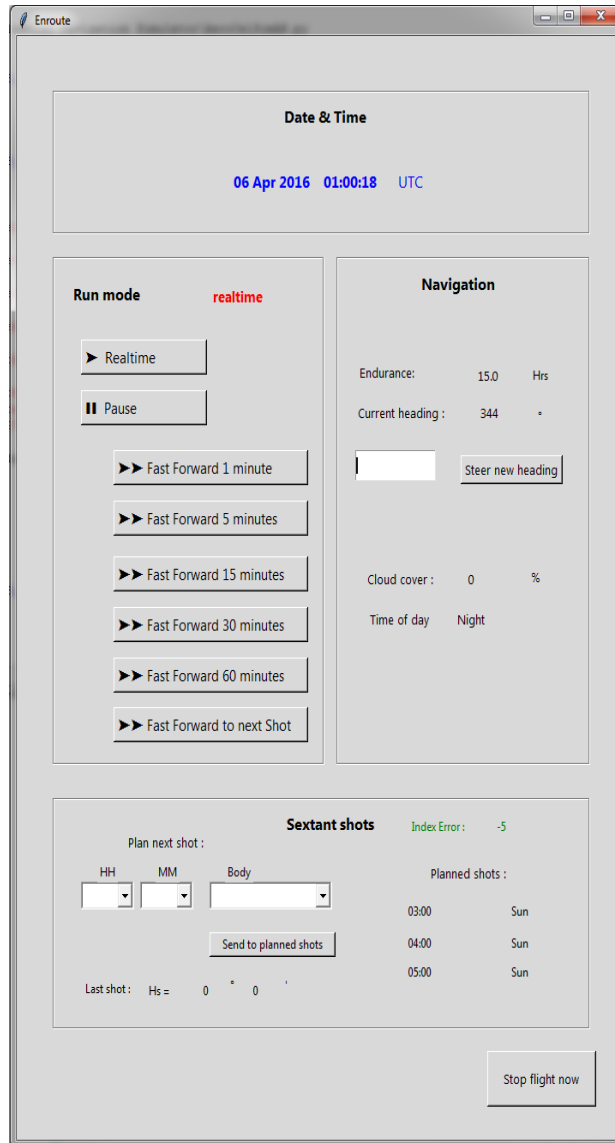 Enroute
Date & Time
06 Apr 2016 01:00:18 UTC
Run mode realtime
Realtime
Pause
Fast Forward 1 minute
Fast Forward 5 minutes
Fast Forward 15 minutes
Fast Forward 30 minutes
Fast Forward 60 minutes
Fast Forward to next Shot
Navigation
Endurance: 15.0 Hrs
Current heading : 344 °
Steer new heading
Cloud cover : 0 %
Time of day Night
Sextant shots Index Error : -5
Plan next shot :
HH MM Body
Send to planned shots
Last shot : Hs = 0 ° 0 '
Planned shots :
03:00 Sun
04:00 Sun
05:00 Sun
Stop flight now